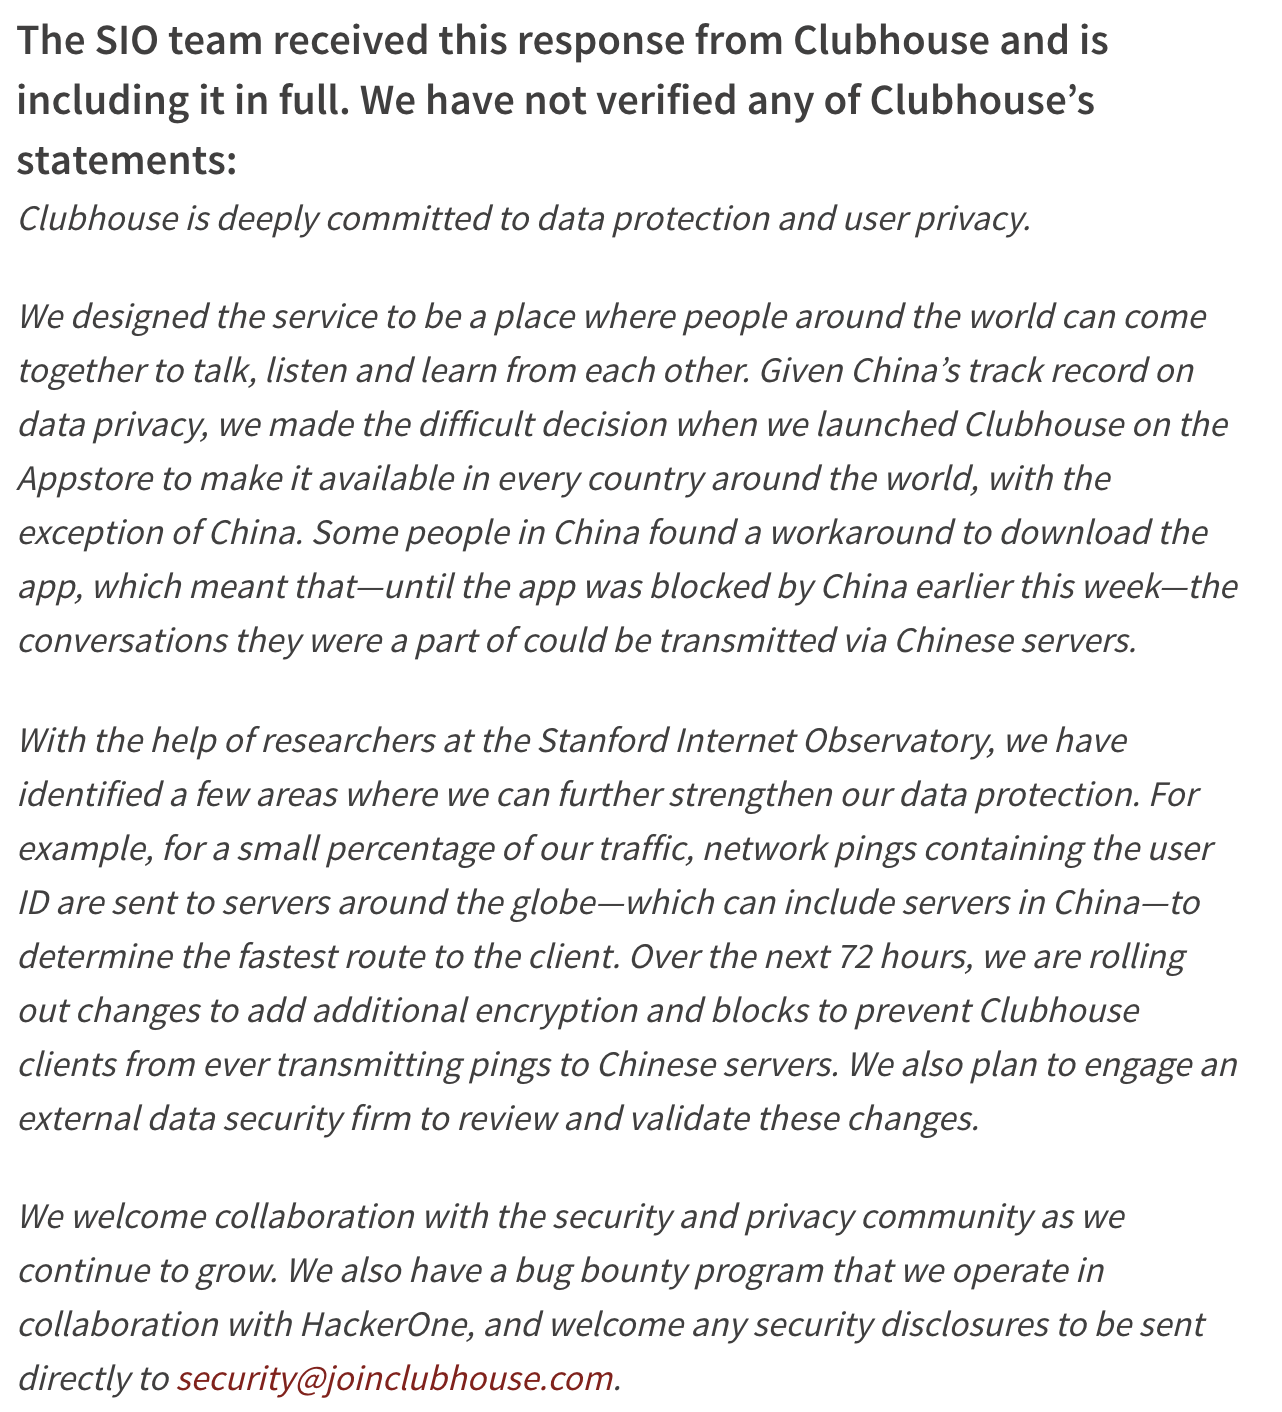 The SIO team received this response from Clubhouse and is
including it in full. We have not verified any of Clubhouse’s
statements:
Clubhouse is deeply committed to data protection and user privacy.
We designed the service to be a place where people around the world can come
together to talk, listen and learn from each other. Given China’s track record on
data privacy, we made the difficult decision when we launched Clubhouse on the
Appstore to make it available in every country around the world, with the
exception of China. Some people in China found a workaround to download the
app, which meant that—until the app was blocked by China earlier this week—the
conversations they were a part of could be transmitted via Chinese servers.
With the help of researchers at the Stanford Internet Observatory, we have
identified a few areas where we can further strengthen our data protection. For
example, for a small percentage of our traffic, network pings containing the user
ID are sent to servers around the globe—which can include servers in China—to
determine the fastest route to the client. Over the next 72 hours, we are rolling
out changes to add additional encryption and blocks to prevent Clubhouse
clients from ever transmitting pings to Chinese servers. We also plan to engage an
external data security firm to review and validate these changes.
We welcome collaboration with the security and privacy community as we
continue to grow. We also have a bug bounty program that we operate in
collaboration with HackerOne, and welcome any security disclosures to be sent
directly to security@joinclubhouse.com.